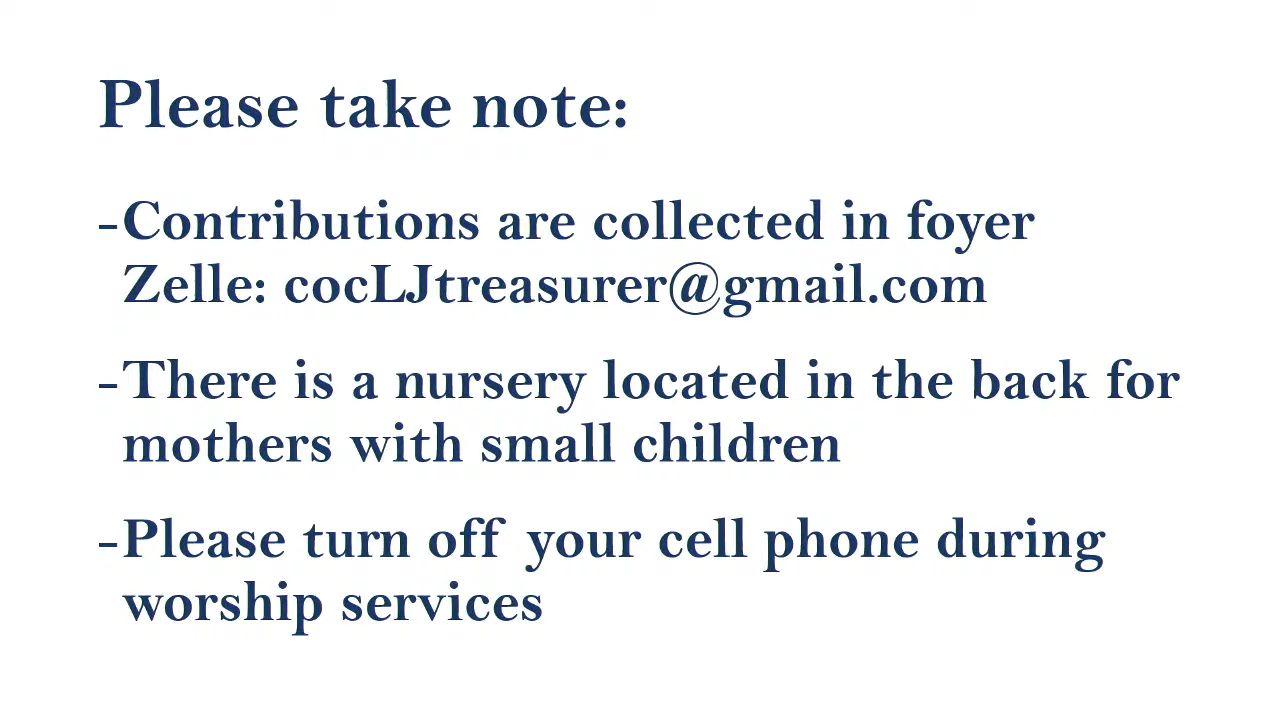 Please take note:
-Contributions are collected in foyer
Zelle: cocLJtreasurer@gmail.com
-There is a nursery located in the back for
mothers with small children
-Please turn off your cell phone during
worship services